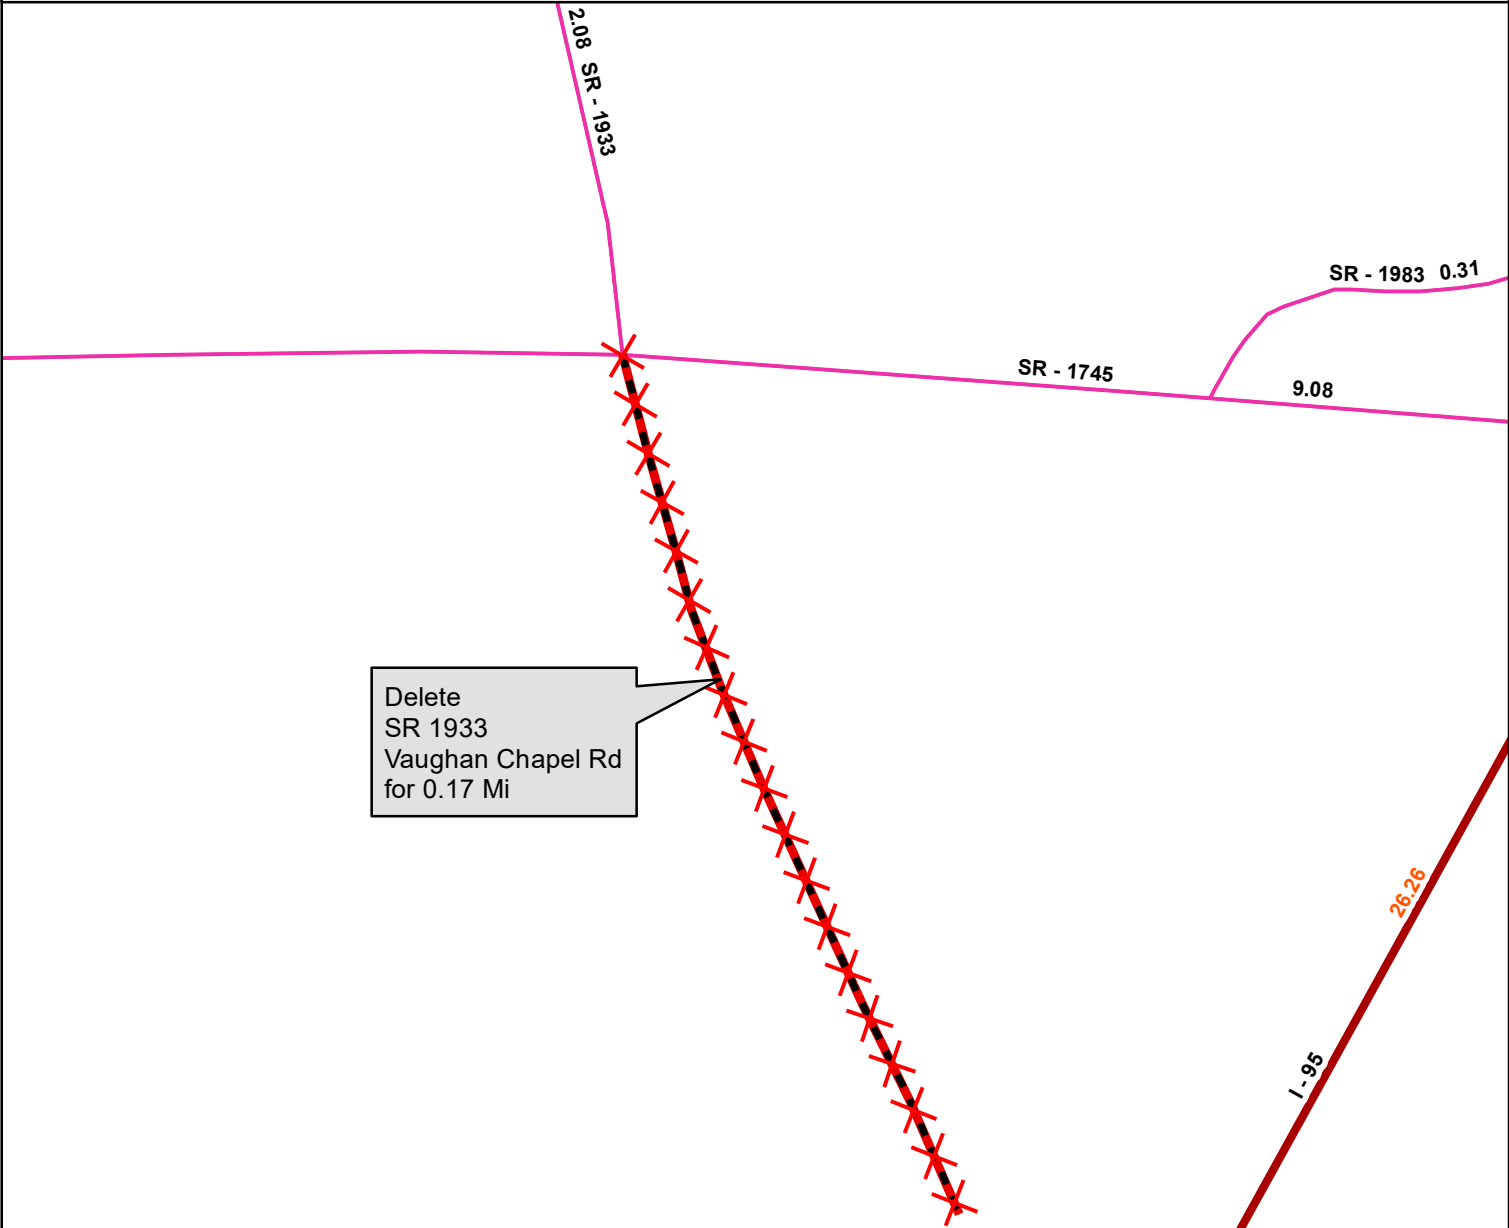 2.08 SR - 1933
SR - 1983 0.31
SR - 1745
9.08
Delete
SR 1933
Vaughan Chapel Rd
for 0.17 Mi
26.26
I - 95